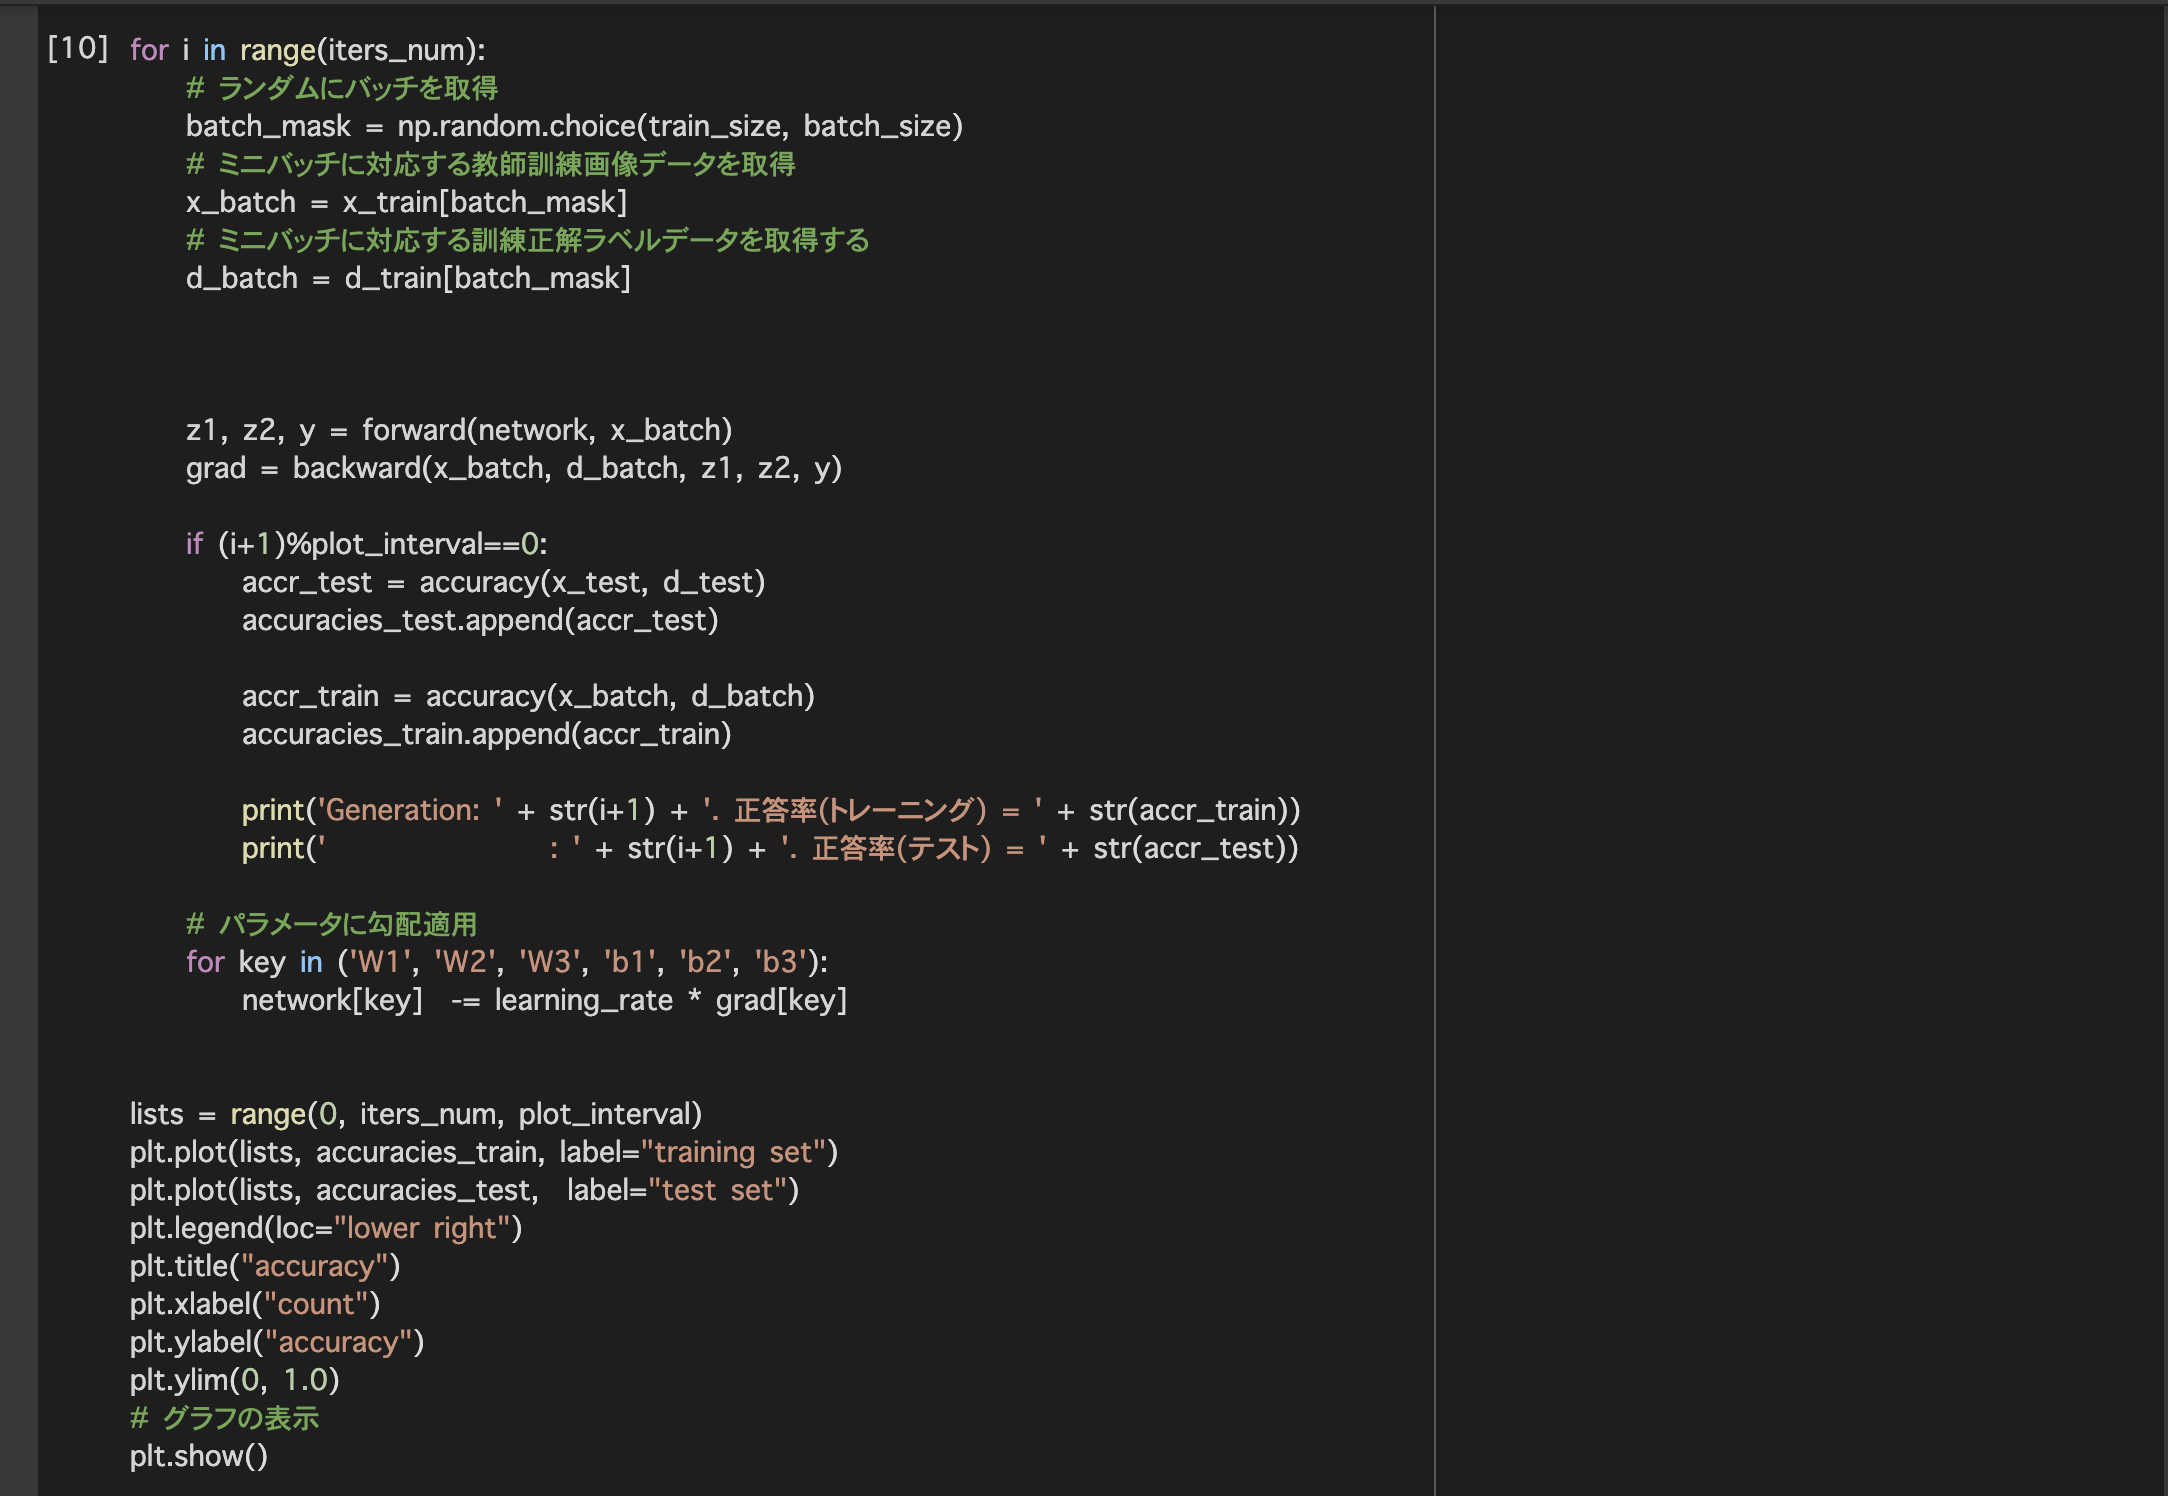 [10] for i in range(iters_num):
# ランダムにバッチを取得
batch_mask = np.random.choice(train_size, batch_size)
# ミニバッチに対応する教師訓練画像データを取得
x_batch = x_train[batch_mask]
# ミニバッチに対応する訓練正解ラベルデータを取得する
d_batch = d_train[batch_mask]
z1, z2, y = forward(network, x_batch)
grad = backward(x_batch, d_batch, z1, z2, y)
if (i+1)%plot_interval==0:
accr_test = accuracy(x_test, d_test)
accuracies_test.append(accr_test)
accr_train = accuracy(x_batch, d_batch)
accuracies_train.append(accr_train)
print('Generation: ' + str(i+1) + '. 正答率(トレーニング) = ' + str(accr_train))
print('                : ' + str(i+1) + '. 正答率(テスト) = ' + str(accr_test))
# パラメータに勾配適用
for key in ('W1', 'W2', 'W3', 'b1', 'b2', 'b3'):
network[key]  -= learning_rate * grad[key]
lists = range(0, iters_num, plot_interval)
plt.plot(lists, accuracies_train, label="training set")
plt.plot(lists, accuracies_test,  label="test set")
plt.legend(loc="lower right")
plt.title("accuracy")
plt.xlabel("count")
plt.ylabel("accuracy")
plt.ylim(0, 1.0)
# グラフの表示
plt.show()